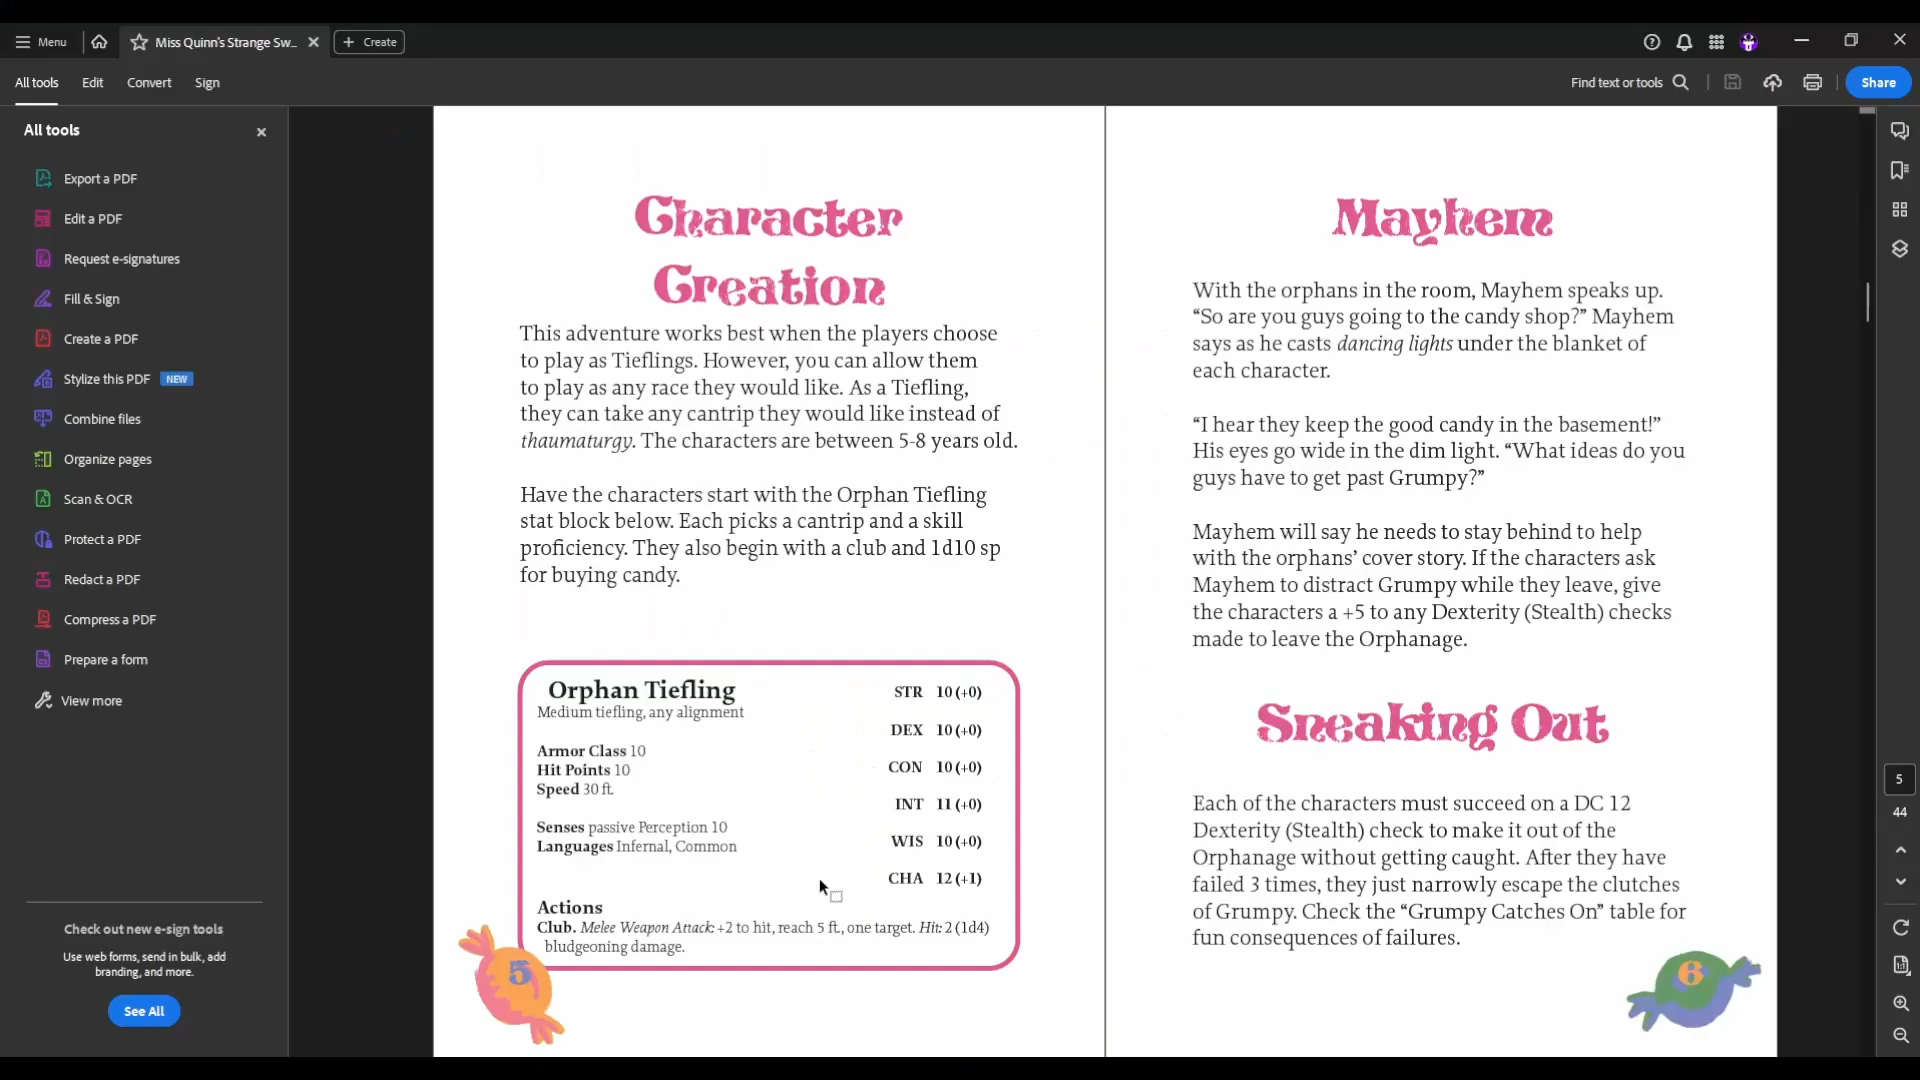 Menu
Miss Quinn's Strange Sw...
Create
All tools
Edit
Convert
Sign
Find text or tools
Share
All tools
Export a PDF
Edit a PDF
Request e-signatures
Fill & Sign
Create a PDF
Stylize this PDF NEW
Combine files
Organize pages
Scan & OCR
Protect a PDF
Redact a PDF
Compress a PDF
Prepare a form
View more
Check out new e-sign tools
Use web forms, send in bulk, add
branding, and more.
See All
Character
Creation
This adventure works best when the players choose
to play as Tieflings. However, you can allow them
to play as any race they would like. As a Tiefling,
they can take any cantrip they would like instead of
thaumaturgy. The characters are between 5-8 years old.
Have the characters start with the Orphan Tiefling
stat block below. Each picks a cantrip and a skill
proficiency. They also begin with a club and 1d10 sp
for buying candy.
Orphan Tiefling
Medium tiefling, any alignment
Armor Class 10
Hit Points 10
Speed 30 ft.
Senses passive Perception 10
Languages Infernal, Common
STR 10 (+0)
DEX 10 (+0)
CON 10 (+0)
INT 11 (+0)
WIS 10 (+0)
CHA 12 (+1)
Actions
Club. Melee Weapon Attack: +2 to hit, reach 5 ft., one target. Hit: 2 (1d4)
bludgeoning damage.
5
Mayhem
With the orphans in the room, Mayhem speaks up.
“So are you guys going to the candy shop?” Mayhem
says as he casts dancing lights under the blanket of
each character.
“I hear they keep the good candy in the basement!”
His eyes go wide in the dim light. “What ideas do you
guys have to get past Grumpy?”
Mayhem will say he needs to stay behind to help
with the orphans’ cover story. If the characters ask
Mayhem to distract Grumpy while they leave, give
the characters a +5 to any Dexterity (Stealth) checks
made to leave the Orphanage.
Sneaking Out
Each of the characters must succeed on a DC 12
Dexterity (Stealth) check to make it out of the
Orphanage without getting caught. After they have
failed 3 times, they just narrowly escape the clutches
of Grumpy. Check the “Grumpy Catches On” table for
fun consequences of failures.
6
5
44